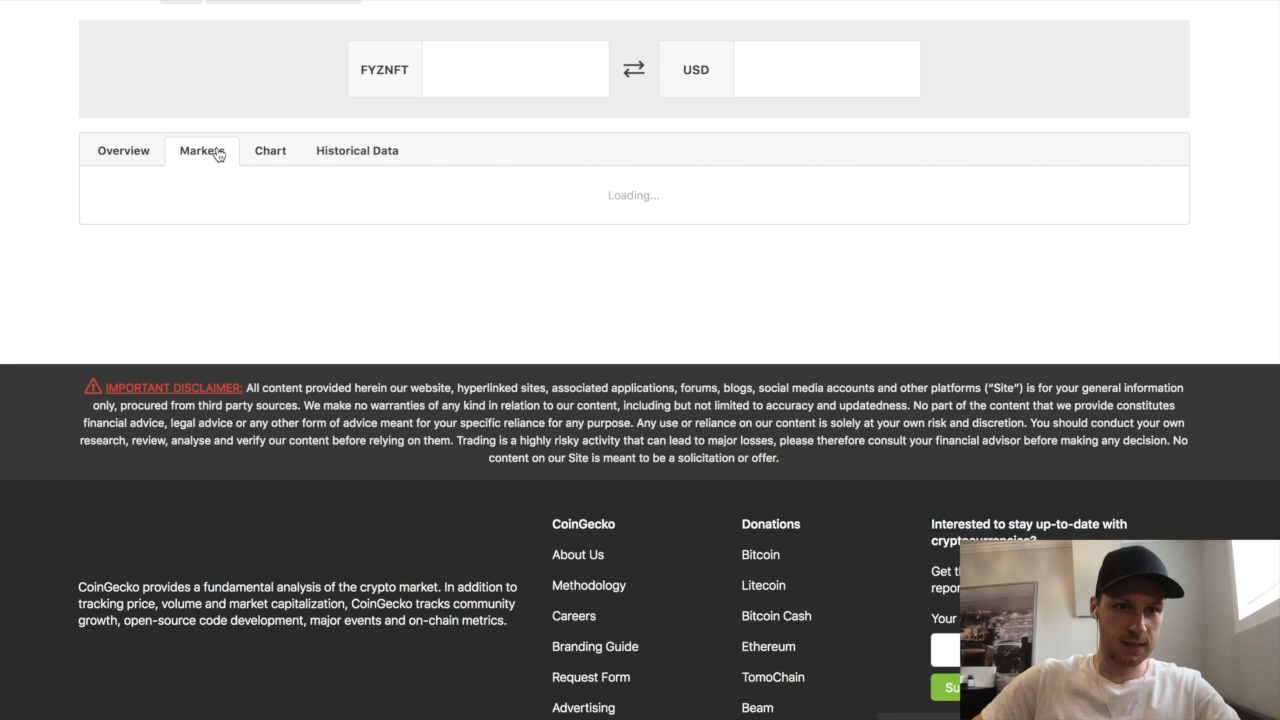 FYZNFT
USD
Overview
Markets
Chart
Historical Data
Loading...
IMPORTANT DISCLAIMER: All content provided herein our website, hyperlinked sites, associated applications, forums, blogs, social media accounts and other platforms (“Site”) is for your general information
only, procured from third party sources. We make no warranties of any kind in relation to our content, including but not limited to accuracy and updatedness. No part of the content that we provide constitutes
financial advice, legal advice or any other form of advice meant for your specific reliance for any purpose. Any use or reliance on our content is solely at your own risk and discretion. You should conduct your own
research, review, analyse and verify our content before relying on them. Trading is a highly risky activity that can lead to major losses, please therefore consult your financial advisor before making any decision. No
content on our Site is meant to be a solicitation or offer.
CoinGecko provides a fundamental analysis of the crypto market. In addition to
tracking price, volume and market capitalization, CoinGecko tracks community
growth, open-source code development, major events and on-chain metrics.
CoinGecko
About Us
Methodology
Careers
Branding Guide
Request Form
Advertising
Donations
Bitcoin
Litecoin
Bitcoin Cash
Ethereum
TomoChain
Beam
Interested to stay up-to-date with
cryptocurrencies?
Get
Your